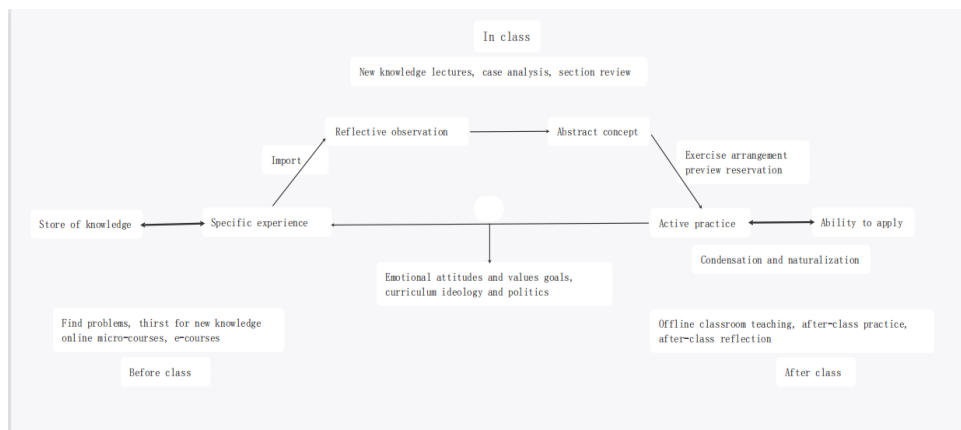 In class
New knowledge lectures, case analysis, section review
Reflective observation
Abstract concept
Import
Exercise arrangement
preview reservation
Store of knowledge
Specific experience
Active practice
Ability to apply
Condensation and naturalization
Emotional attitudes and values goals,
curriculum ideology and politics
Find problems, thirst for new knowledge
online micro-courses, e-courses
Offline classroom teaching, after-class practice,
after-class reflection
Before class
After class